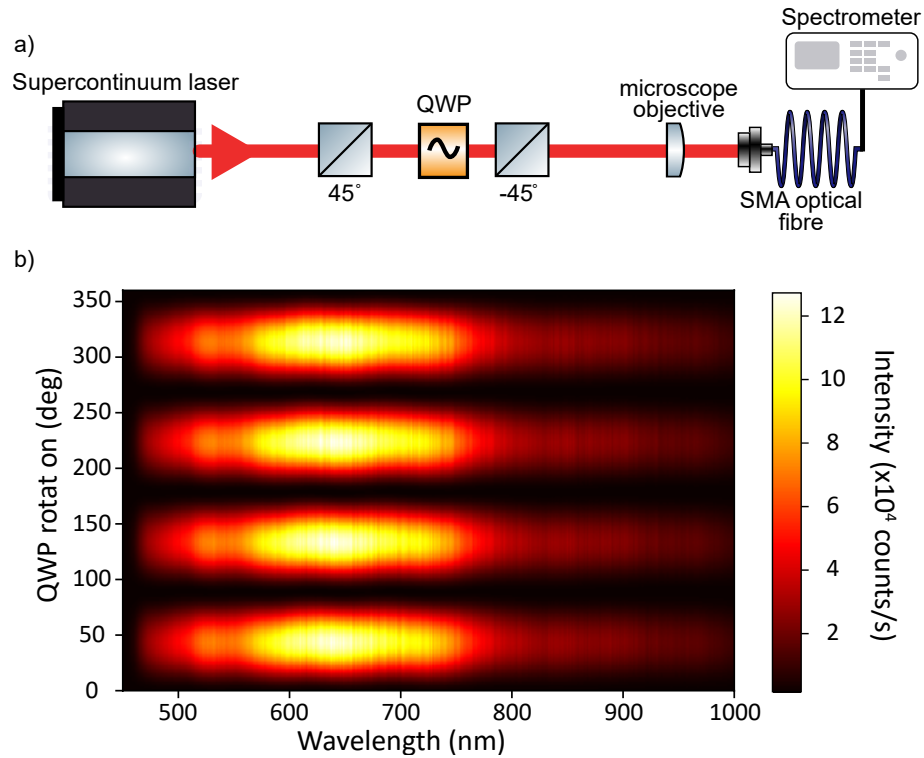 a)
Supercontinuum laser
QWP
microscope
objective
Spectrometer
45°
-45°
SMA optical
fibre
b)
QWP rotat on (deg)
350
300
250
200
150
100
50
0
500
600
700
800
900
1000
Wavelength (nm)
12
10
8
6
4
2
Intensity (x10⁴ counts/s)